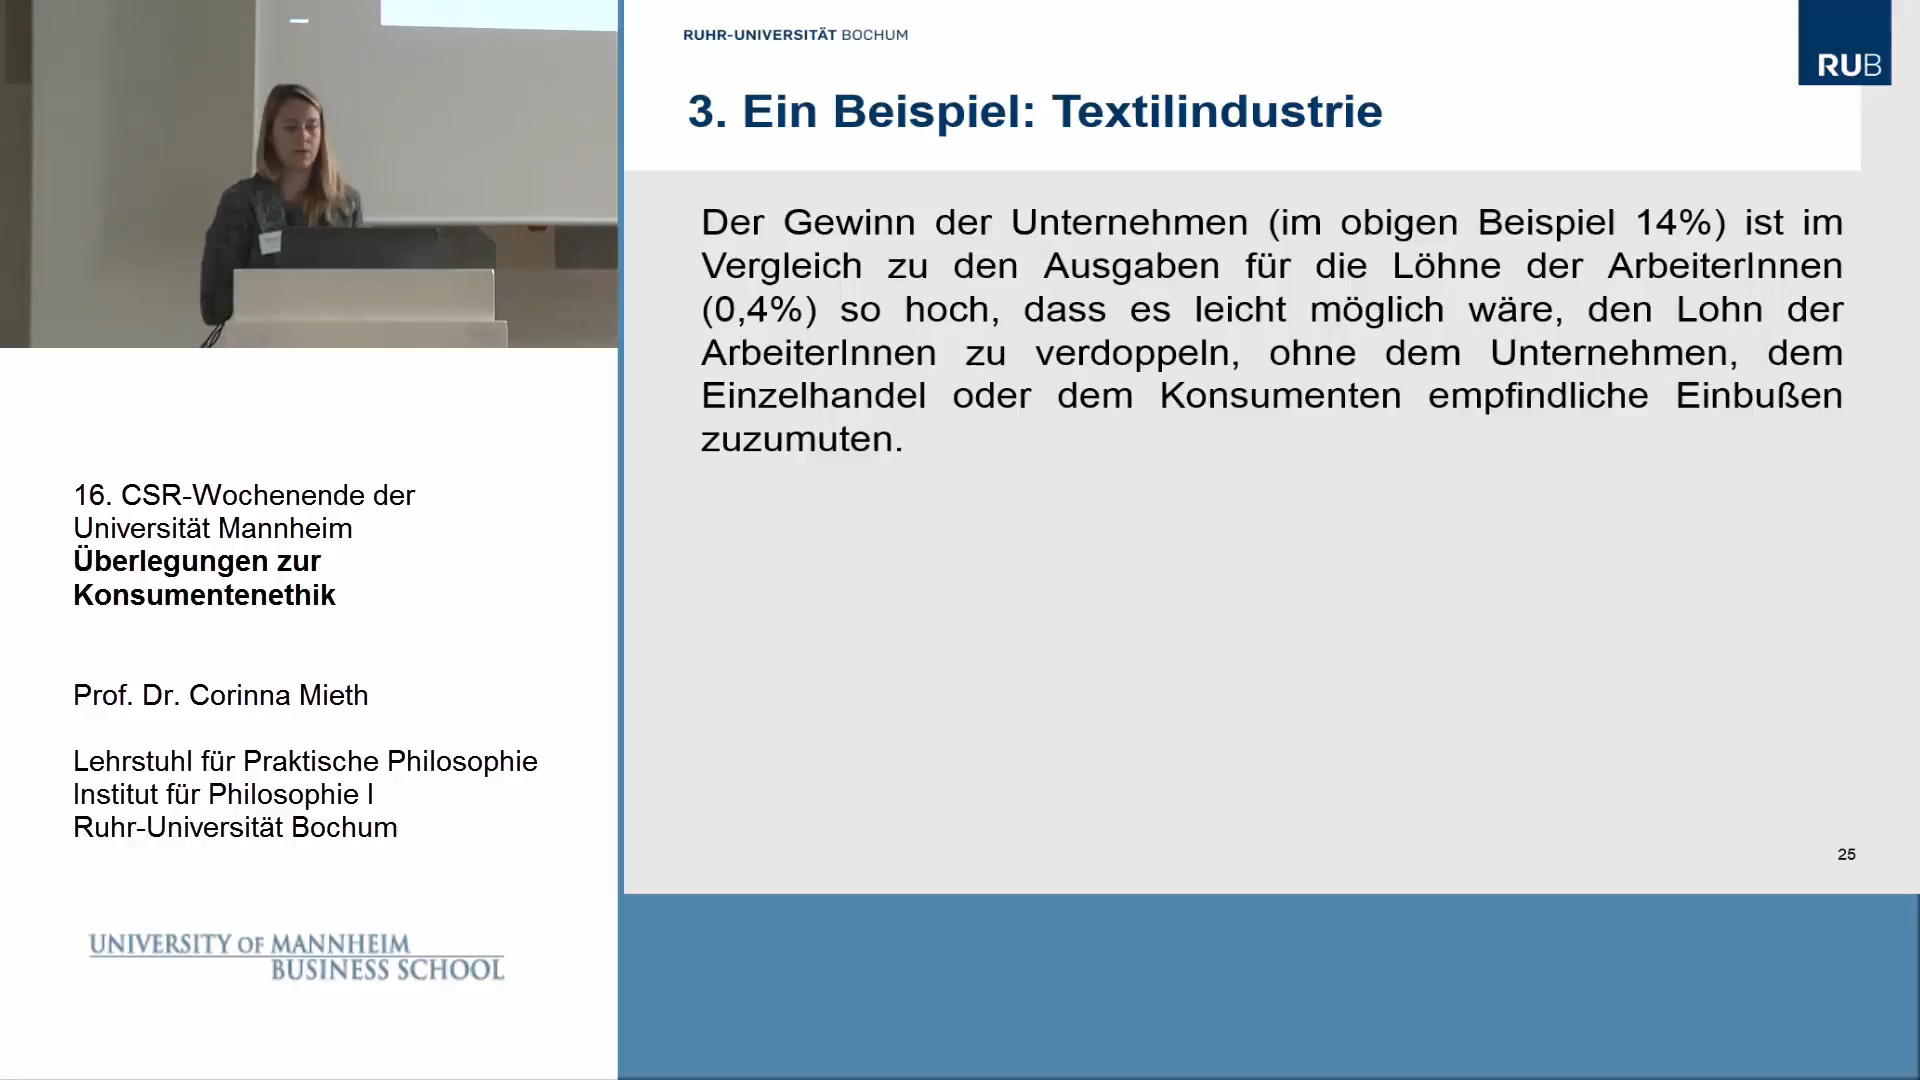 RUHR-UNIVERSITÄT BOCHUM
RUB
3. Ein Beispiel: Textilindustrie
Der Gewinn der Unternehmen (im obigen Beispiel 14%) ist im
Vergleich zu den Ausgaben für die Löhne der ArbeiterInnen
(0,4%) so hoch, dass es leicht möglich wäre, den Lohn der
ArbeiterInnen zu verdoppeln, ohne dem Unternehmen, dem
Einzelhandel oder dem Konsumenten empfindliche Einbußen
zuzumuten.
25
16. CSR-Wochenende der
Universität Mannheim
Überlegungen zur
Konsumentenethik
Prof. Dr. Corinna Mieth
Lehrstuhl für Praktische Philosophie
Institut für Philosophie I
Ruhr-Universität Bochum
UNIVERSITY OF MANNHEIM
BUSINESS SCHOOL